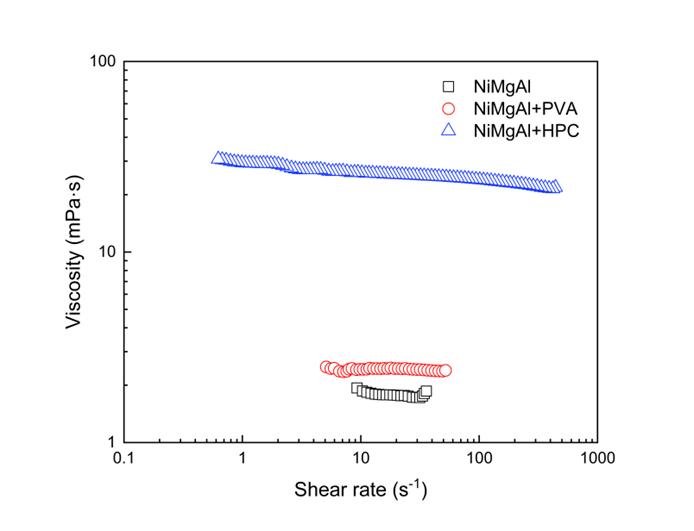 100
10
1
0.1
1
10
100
1000
Viscosity (mPa·s)
Shear rate (s⁻¹)
NiMgAl
NiMgAl+PVA
NiMgAl+HPC